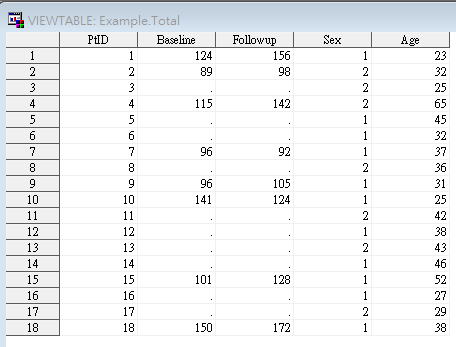 VIEWTABLE: Example.Total
PtID Baseline Followup Sex Age
1 1 124 156 1 23
2 2 89 98 2 32
3 3 . . 2 25
4 4 115 142 2 65
5 5 . . 1 45
6 6 . . 1 32
7 7 96 92 1 37
8 8 . . 2 36
9 9 96 105 1 31
10 10 141 124 1 25
11 11 . . 2 42
12 12 . . 1 38
13 13 . . 2 43
14 14 . . 1 46
15 15 101 128 1 52
16 16 . . 1 27
17 17 . . 2 29
18 18 150 172 1 38